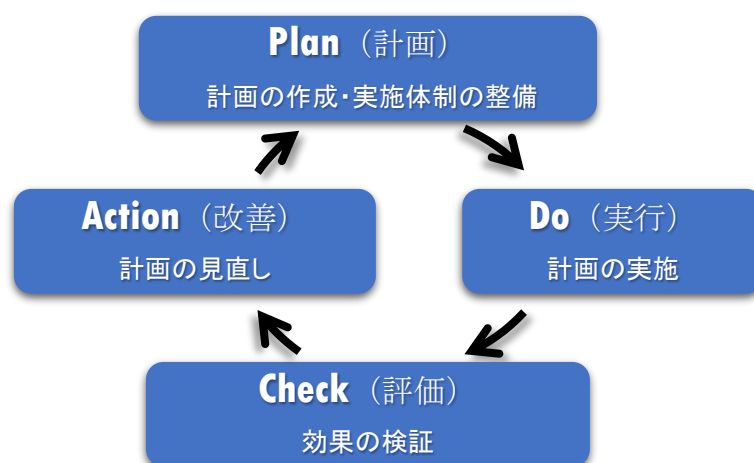 Plan（計画）
計画の作成・実施体制の整備
Action（改善）
計画の見直し
Do（実行）
計画の実施
Check（評価）
効果の検証